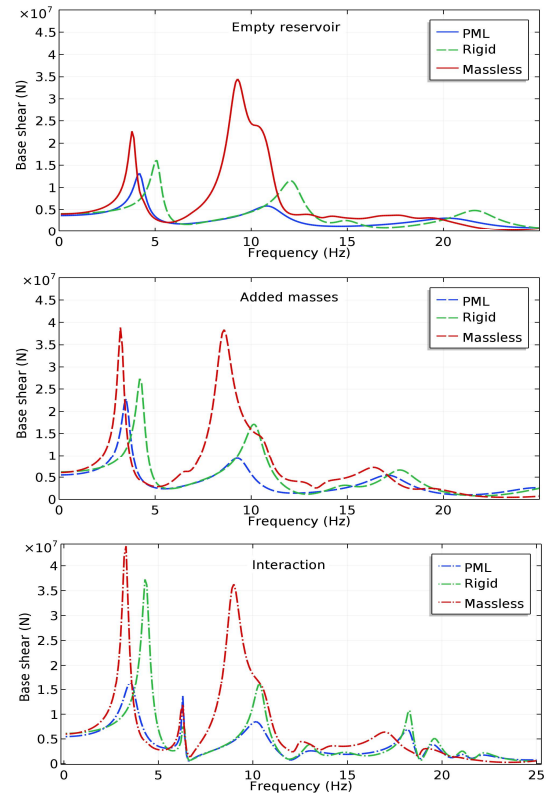 ×10⁷
Empty reservoir
PML
Rigid
Massless
4.5
4
3.5
3
2.5
2
1.5
1
0.5
0
Base shear (N)
0 5 10 15 20
Frequency (Hz)
×10⁷
Added masses
PML
Rigid
Massless
4.5
4
3.5
3
2.5
2
1.5
1
0.5
0
Base shear (N)
0 5 10 15 20
Frequency (Hz)
×10⁷
Interaction
PML
Rigid
Massless
4
3.5
3
2.5
2
1.5
1
0.5
0
Base shear (N)
0 5 10 15 20 25
Frequency (Hz)